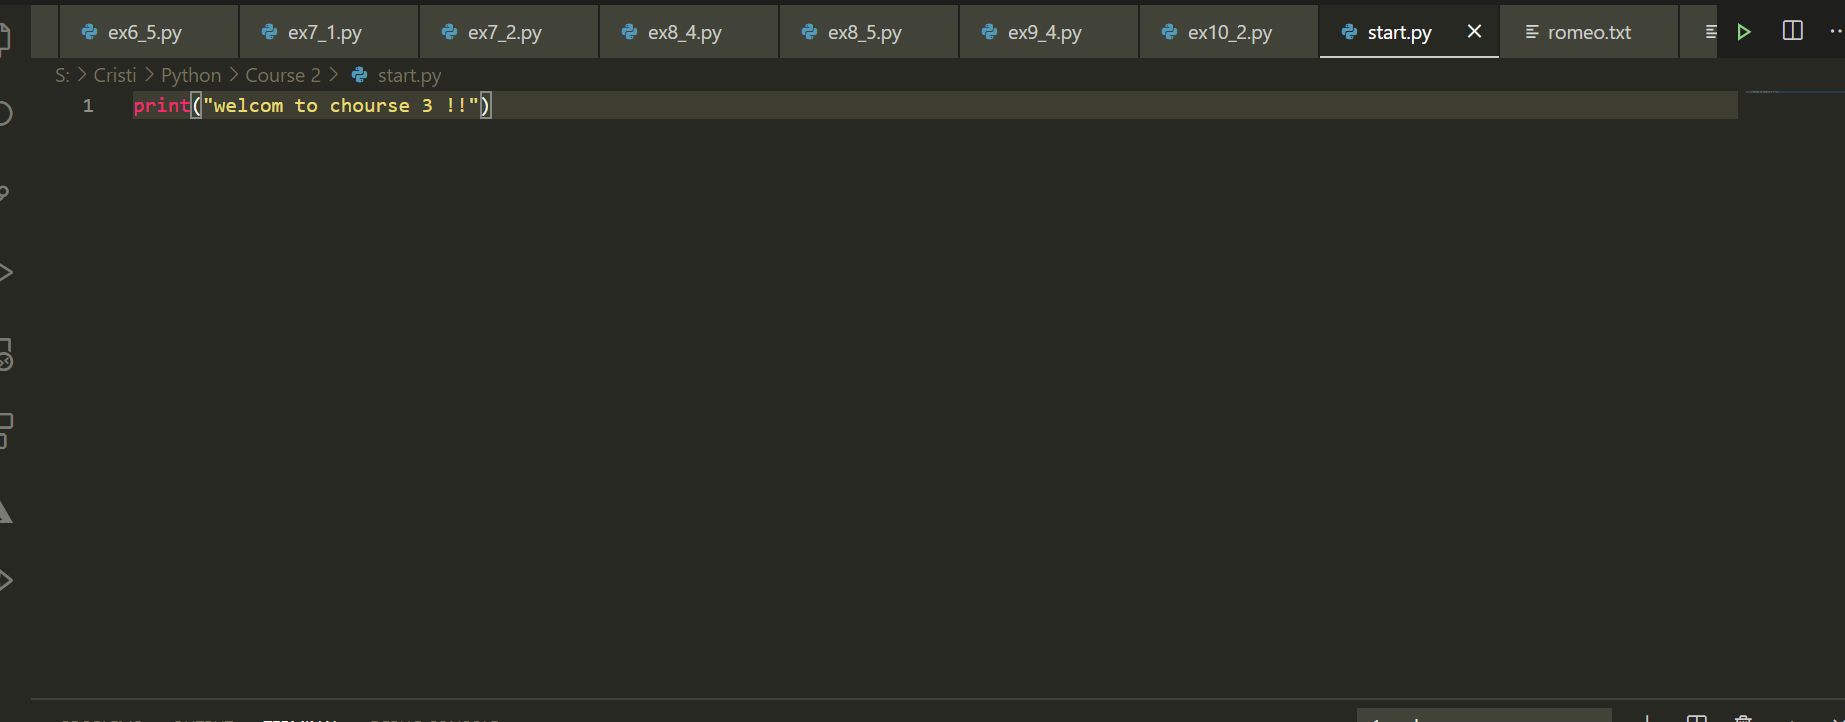 ex6_5.py ex7_1.py ex7_2.py ex8_4.py ex8_5.py ex9_4.py ex10_2.py start.py romeo.txt
S: > Cristi > Python > Course 2 > start.py
1 print("welcom to chourse 3 !!")